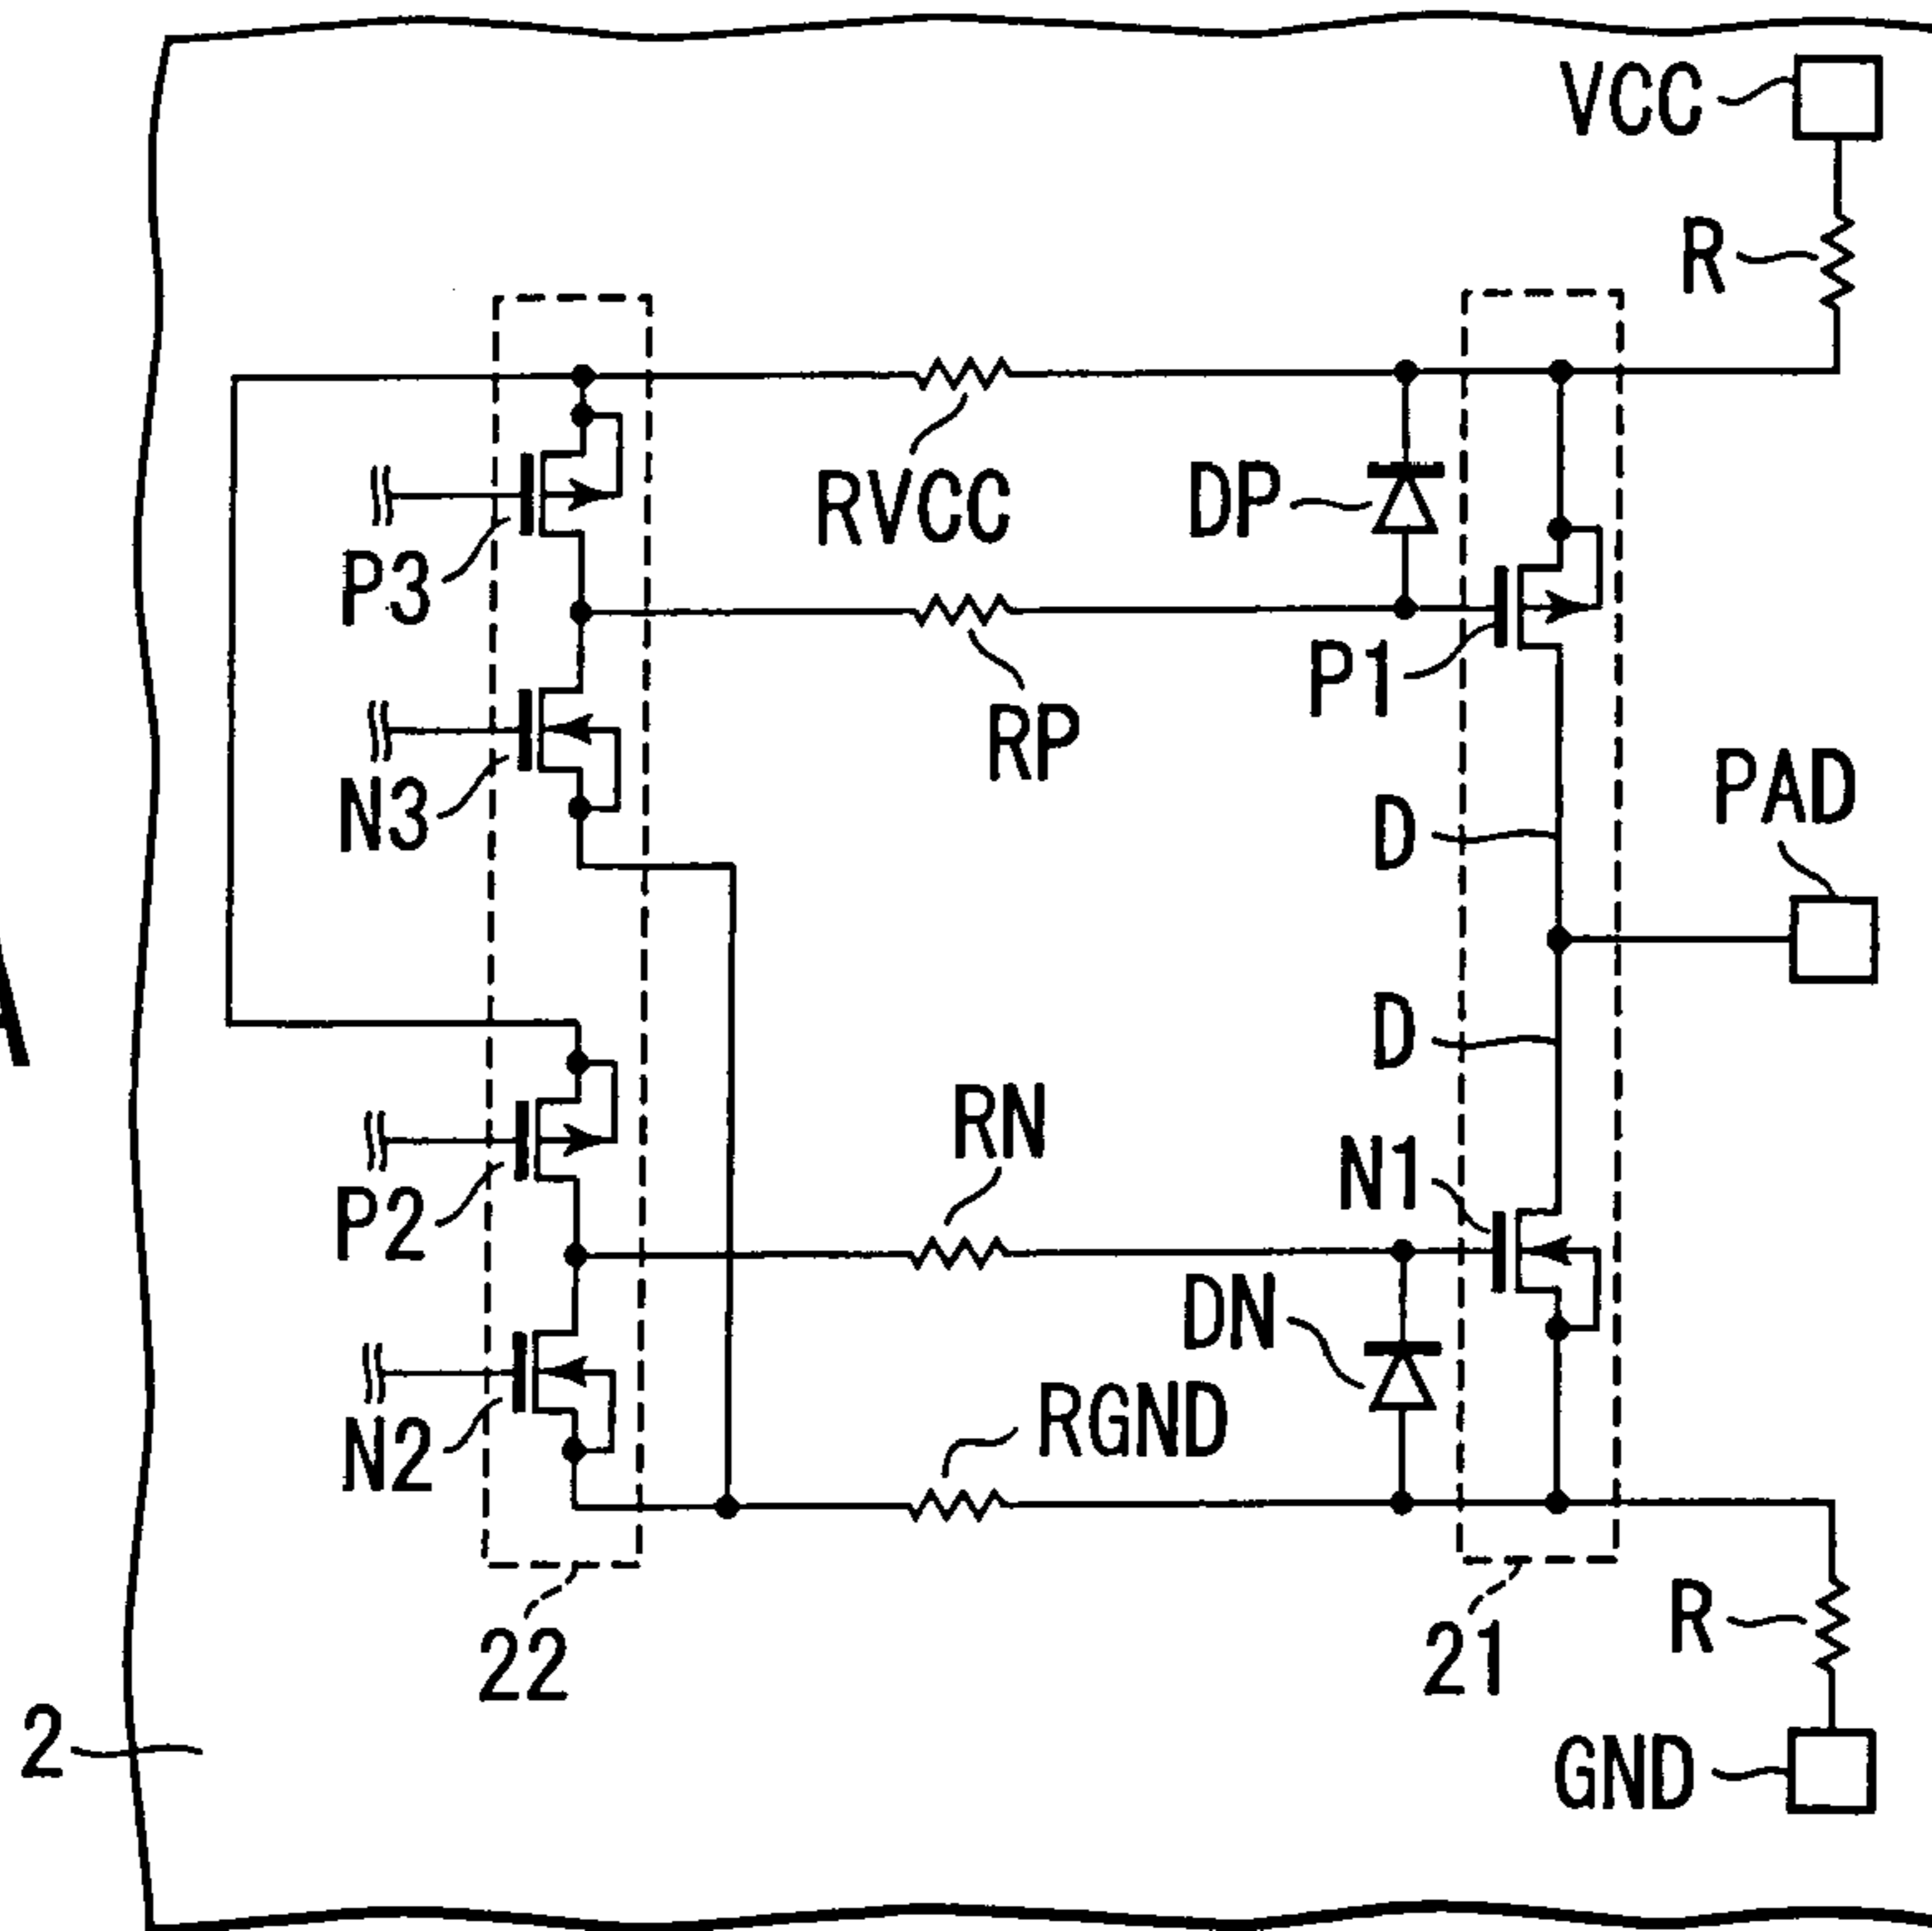 VCC
R
RVCC
DP
P3
P1
RP
N3
PAD
D
D
RN
N1
P2
DN
RGND
N2
22
21
R
2
GND